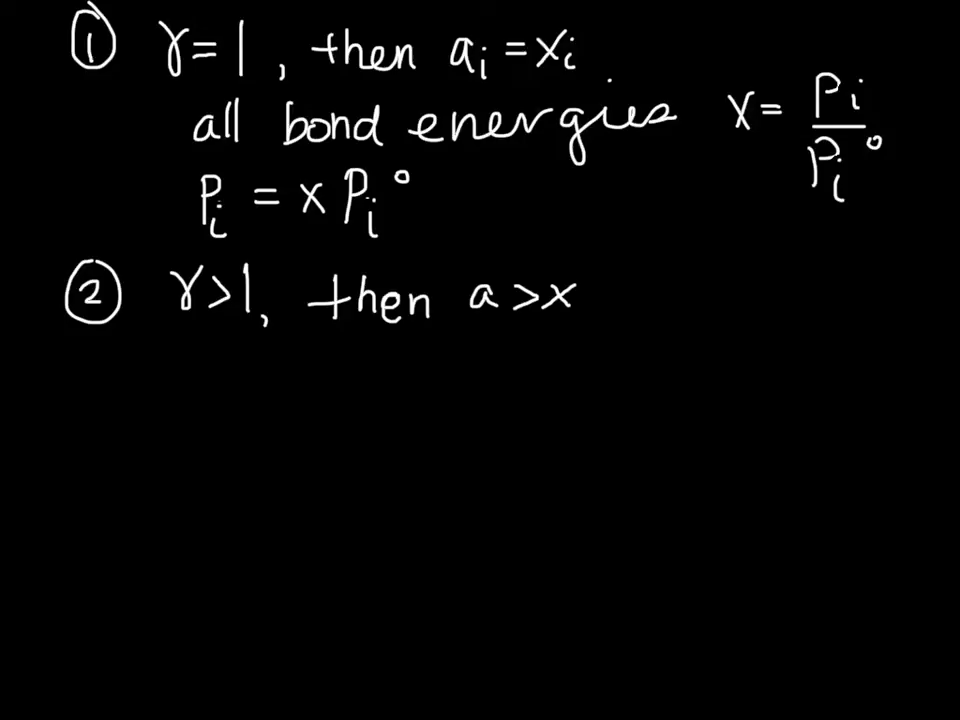 ① γ = 1, then aᵢ = xᵢ
all bond energies x = Pᵢ / Pᵢ°
Pᵢ = x Pᵢ°
② γ > 1, then a > x